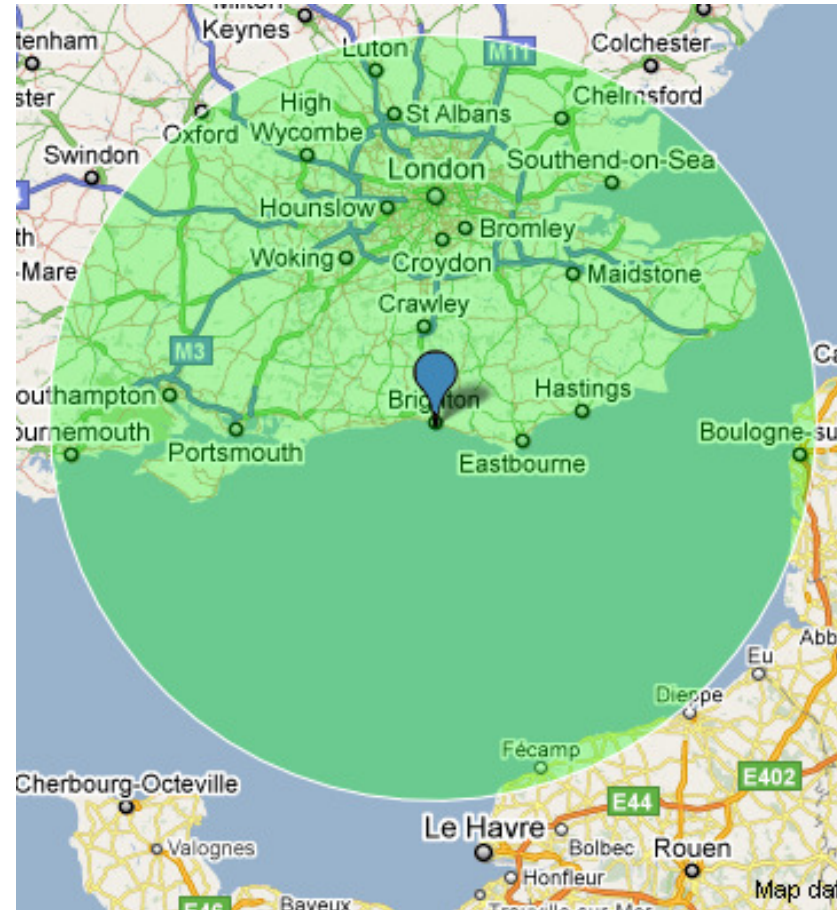 tenham
Keynes
Luton
M11
Colchester
ster
High
Wycombe
St Albans
Chelmsford
Oxford
Swindon
London
Southend-on-Sea
th
Hounslow
Bromley
-Mare
Woking
Croydon
Maidstone
Crawley
M3
Ca
outhampton
Brighton
Hastings
ournemouth
Portsmouth
Eastbourne
Boulogne-su
Abb
Eu
Dieppe
Fécamp
Cherbourg-Octeville
E402
E44
Le Havre
Valognes
Bolbec
Rouen
Honfleur
Map dat
E46
Bayeux